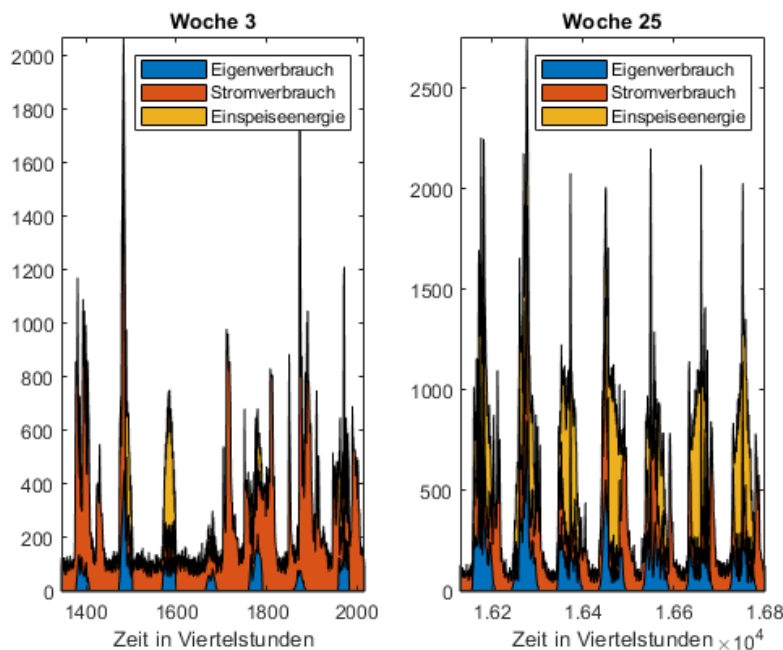 Woche 3
2000
1800
1600
1400
1200
1000
800
600
400
200
0
1400
1600
1800
2000
Zeit in Viertelstunden
Eigenverbrauch
Stromverbrauch
Einspeiseenergie
Woche 25
2500
2000
1500
1000
500
0
1.62
1.64
1.66
1.68
Zeit in Viertelstunden ×10⁴
Eigenverbrauch
Stromverbrauch
Einspeiseenergie